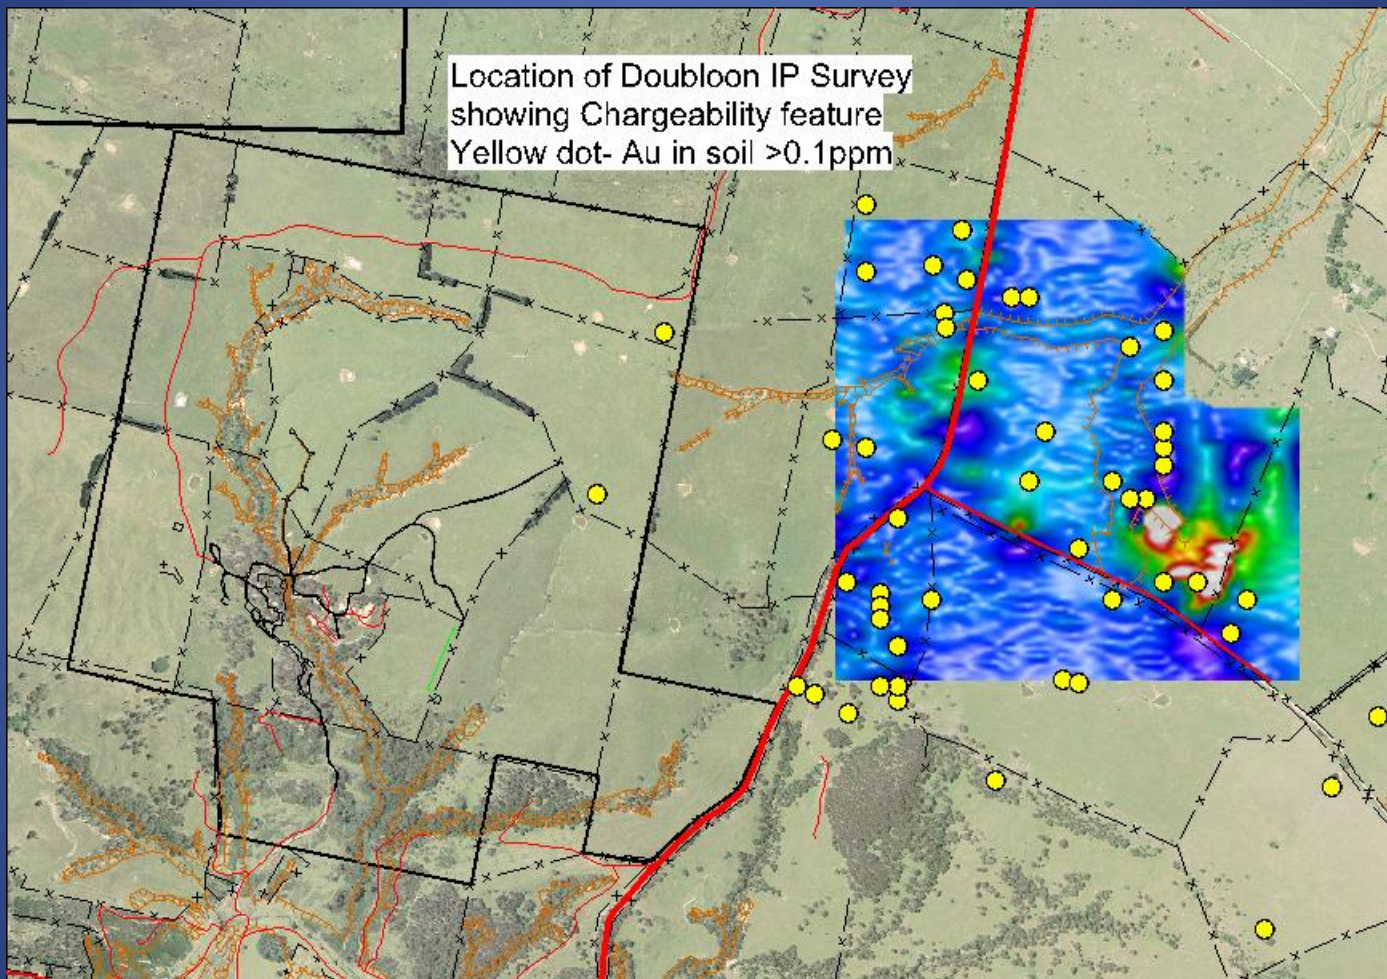 Location of Doubloon IP Survey
showing Chargeability feature
Yellow dot- Au in soil >0.1ppm